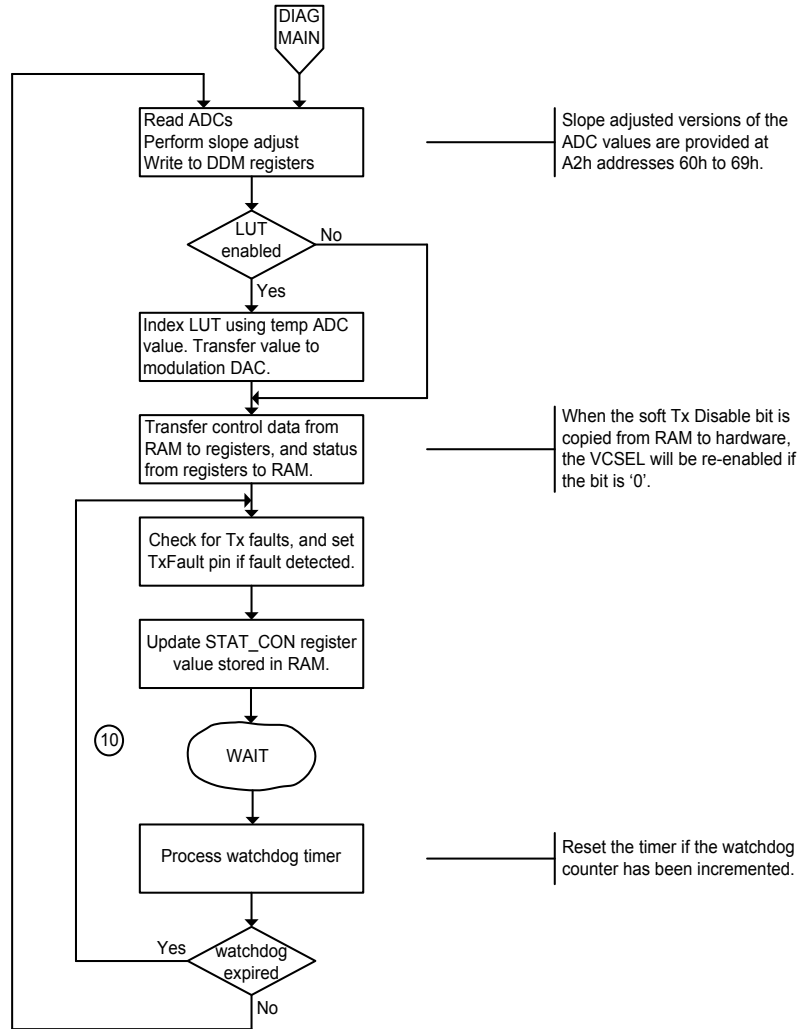 DIAG
MAIN
Read ADCs
Perform slope adjust
Write to DDM registers
Slope adjusted versions of the
ADC values are provided at
A2h addresses 60h to 69h.
LUT
enabled
No
Yes
Index LUT using temp ADC
value. Transfer value to
modulation DAC.
Transfer control data from
RAM to registers, and status
from registers to RAM.
When the soft Tx Disable bit is
copied from RAM to hardware,
the VCSEL will be re-enabled if
the bit is ‘0’.
Check for Tx faults, and set
TxFault pin if fault detected.
Update STAT_CON register
value stored in RAM.
10
WAIT
Process watchdog timer
Reset the timer if the watchdog
counter has been incremented.
Yes
watchdog
expired
No